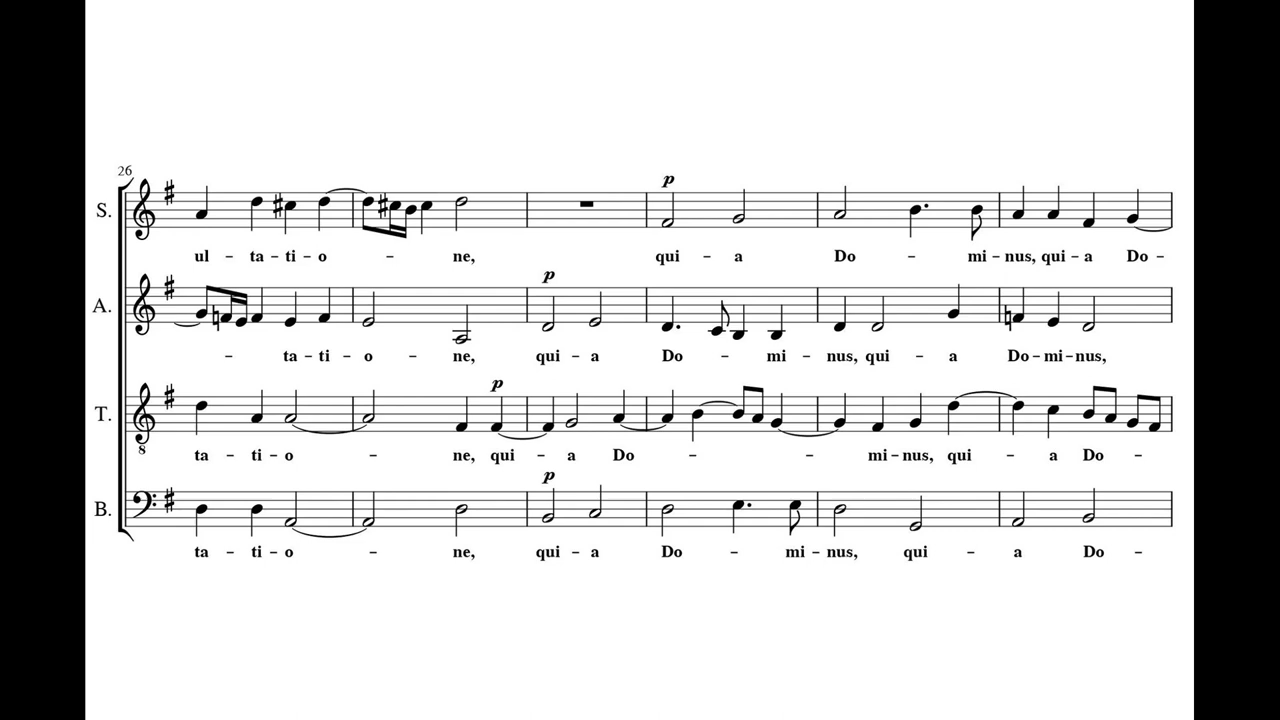 26
p
S.
ul – ta – ti – o – ne, qui – a Do – mi – nus, qui – a Do –
p
A.
– ta – ti – o – ne, qui – a Do – mi – nus, qui – a Do – mi – nus,
p
T.
8
ta – ti – o – ne, qui – a Do – – – mi – nus, qui – a Do –
p
B.
ta – ti – o – ne, qui – a Do – mi – nus, qui – a Do –